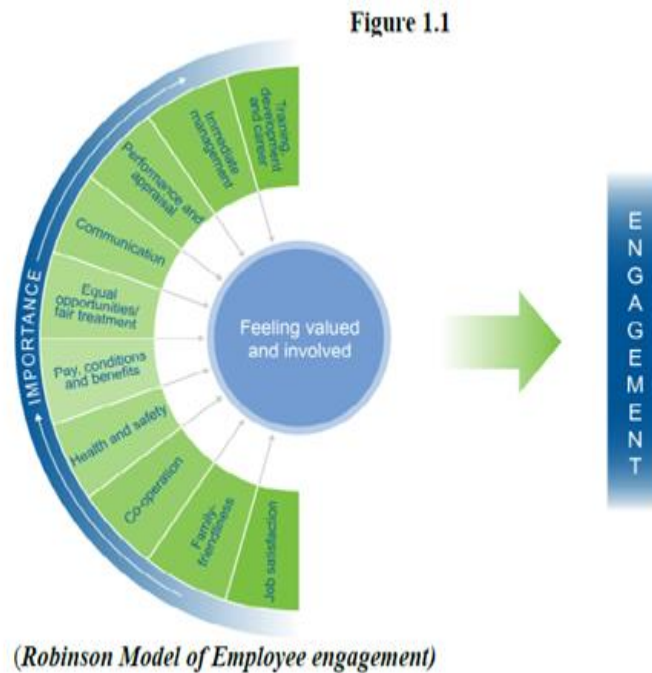 Figure 1.1
Training,
development
and career
Immediate
management
Performance and
appraisal
Communication
Equal
opportunities/
fair treatment
Pay, conditions
and benefits
Health and safety
Co-operation
Family-
friendliness
Job satisfaction
IMPORTANCE
Feeling valued
and involved
ENGAGEMENT
(Robinson Model of Employee engagement)